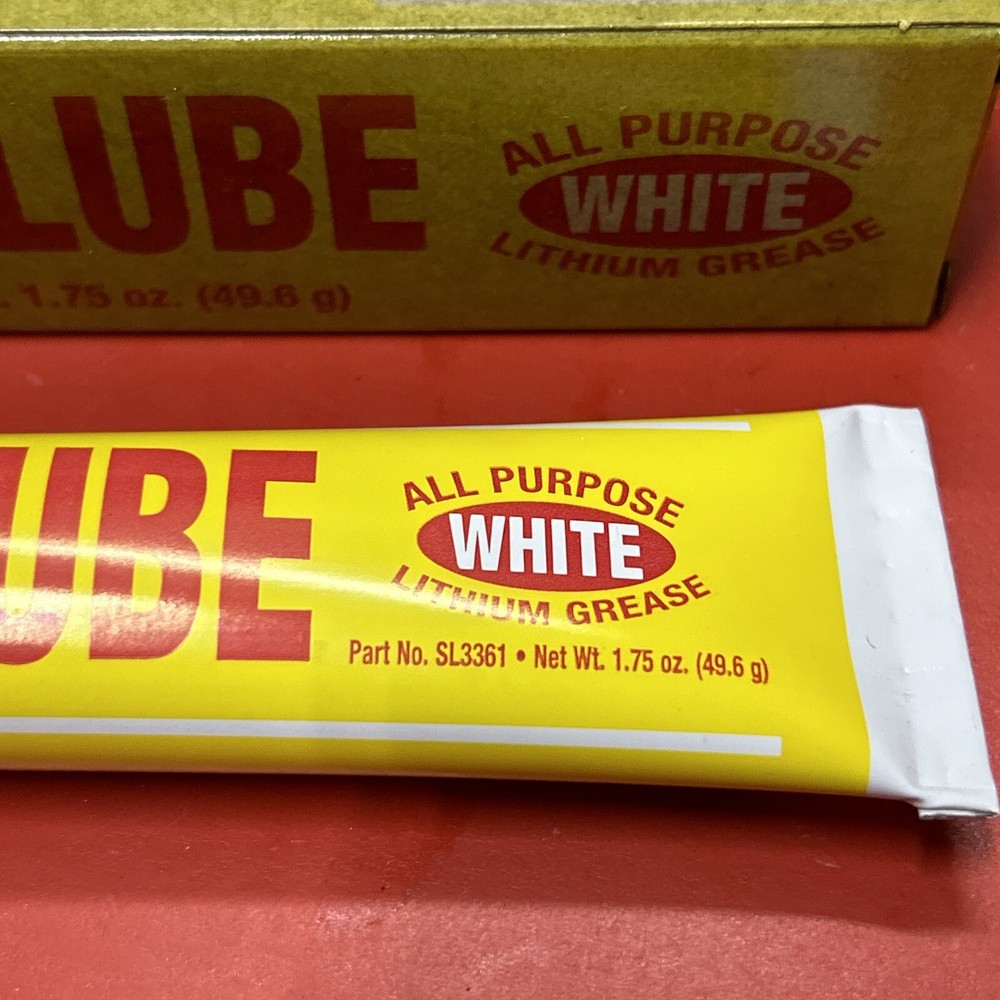 LUBE
ALL PURPOSE
WHITE
LITHIUM GREASE
. 1.75 oz. (49.6 g)
UBE
ALL PURPOSE
WHITE
LITHIUM GREASE
Part No. SL3361 • Net Wt. 1.75 oz. (49.6 g)